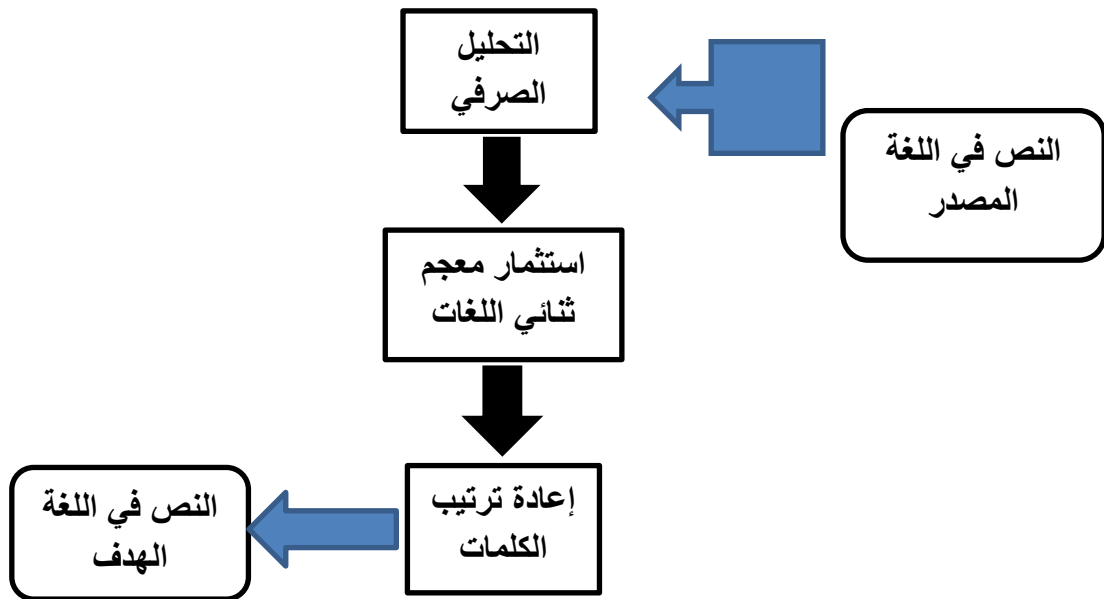 النص في اللغة
المصدر
التحليل
الصرفي
استثمار معجم
ثنائي اللغات
إعادة ترتيب
الكلمات
النص في اللغة
الهدف